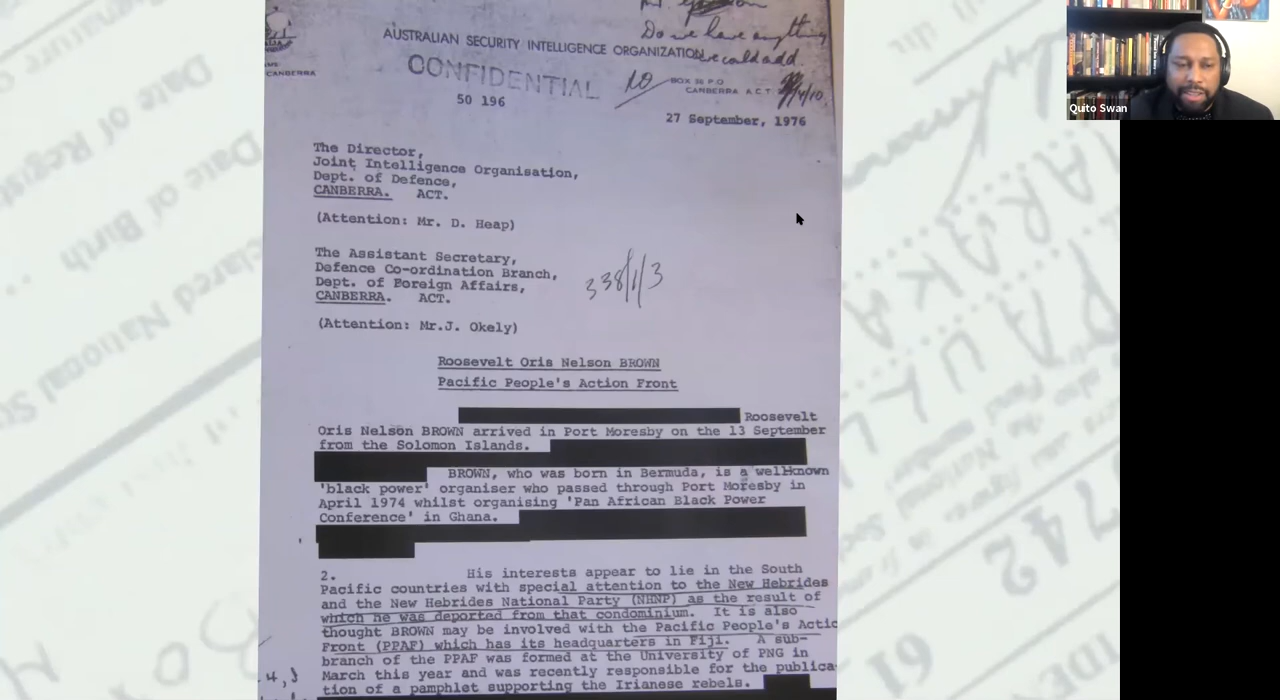 Do we have anything
we could add.
AUSTRALIAN SECURITY INTELLIGENCE ORGANIZATION
CANBERRA
CONFIDENTIAL
10
BOX
P.O.
CANBERRA A.C.T.
50 196
27 September, 1976
Quito Swan
The Director,
Joint Intelligence Organisation,
Dept. of Defence,
CANBERRA. ACT.
(Attention: Mr. D. Heap)
The Assistant Secretary,
Defence Co-ordination Branch,
Dept. of Foreign Affairs,
CANBERRA. ACT.
338/1/3
(Attention: Mr.J. Okely)
Roosevelt Oris Nelson BROWN
Pacific People's Action Front
Roosevelt
Oris Nelson BROWN arrived in Port Moresby on the 13 September
from the Solomon Islands.
BROWN, who was born in Bermuda, is a wellknown
'black power' organiser who passed through Port Moresby in
April 1974 whilst organising 'Pan African Black Power
Conference' in Ghana.
2. His interests appear to lie in the South
Pacific countries with special attention to the New Hebrides
and the New Hebrides National Party (NHNP) as the result of
which he was deported from that condominium. It is also
thought BROWN may be involved with the Pacific People's Actio
Front (PPAF) which has its headquarters in Fiji. A sub-
branch of the PPAF was formed at the University of PNG in
March this year and was recently responsible for the publica-
tion of a pamphlet supporting the Irianese rebels.
Date of Birth